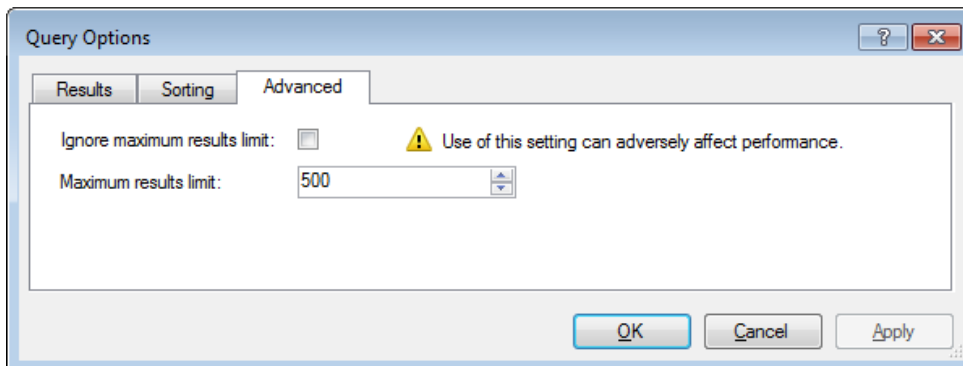 Query Options
Results Sorting Advanced
Ignore maximum results limit: Use of this setting can adversely affect performance.
Maximum results limit: 500
OK Cancel Apply